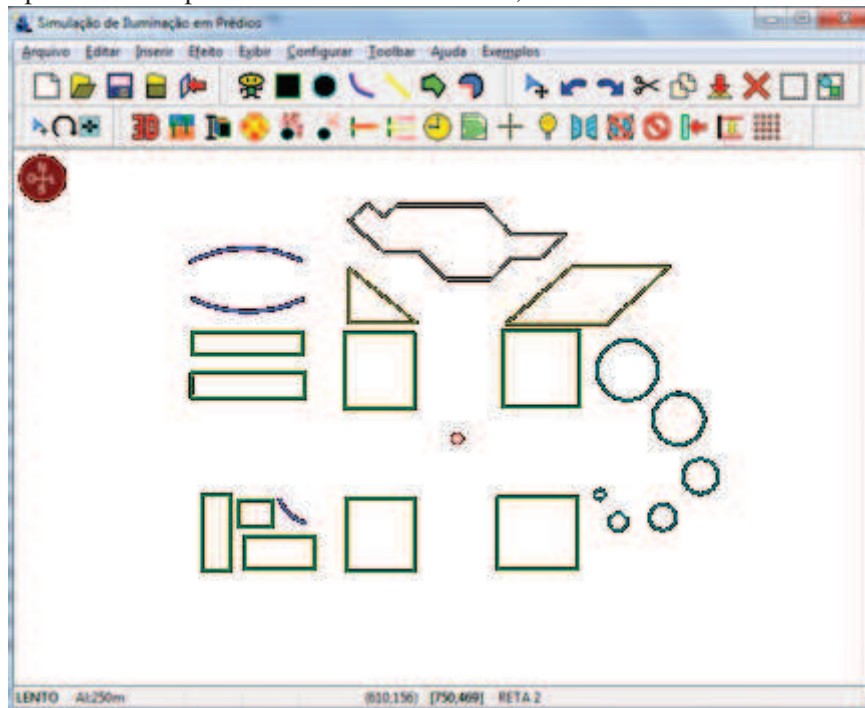 Simulação de Iluminação em Prédios
Arquivo Editar Inserir Efeito Exibir Configurar Toolbar Ajuda Exemplos
3D
LENTO Al:250m (610,156) [750,469] RETA 2